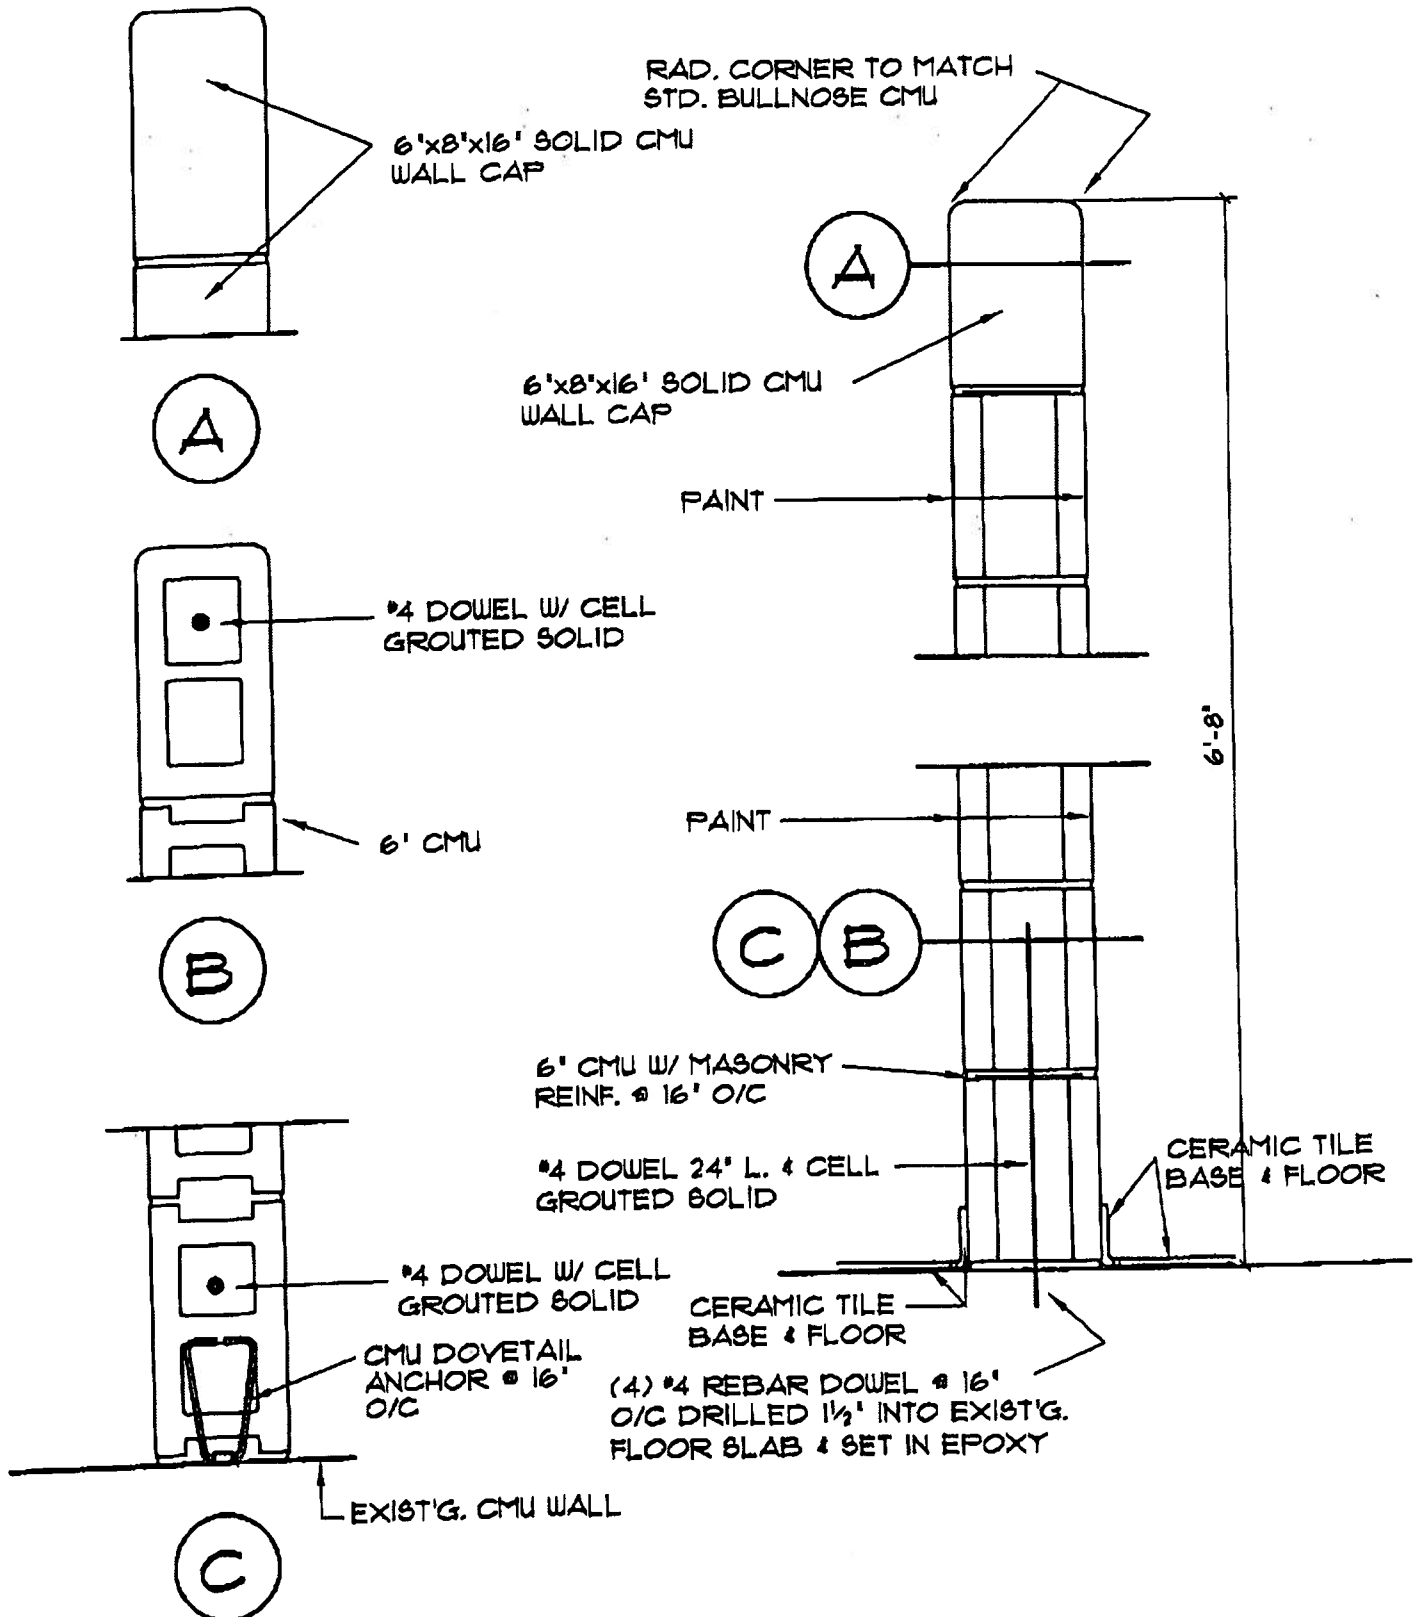 6"x8"x16" SOLID CMU
WALL CAP
A
#4 DOWEL W/ CELL
GROUTED SOLID
6" CMU
B
#4 DOWEL W/ CELL
GROUTED SOLID
CMU DOVETAIL
ANCHOR @ 16"
O/C
EXIST'G. CMU WALL
C
RAD. CORNER TO MATCH
STD. BULLNOSE CMU
A
6"x8"x16" SOLID CMU
WALL CAP
PAINT
6'-8"
PAINT
C B
6" CMU W/ MASONRY
REINF. @ 16" O/C
#4 DOWEL 24" L. & CELL
GROUTED SOLID
CERAMIC TILE
BASE & FLOOR
CERAMIC TILE
BASE & FLOOR
(4) #4 REBAR DOWEL @ 16"
O/C DRILLED 1½" INTO EXIST'G.
FLOOR SLAB & SET IN EPOXY